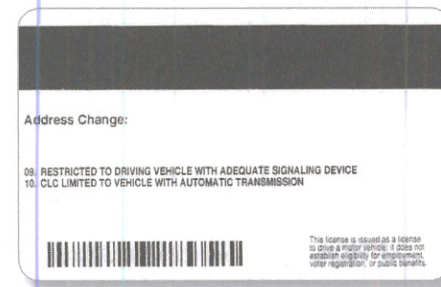 Address Change:
09. RESTRICTED TO DRIVING VEHICLE WITH ADEQUATE SIGNALING DEVICE
10. CLC LIMITED TO VEHICLE WITH AUTOMATIC TRANSMISSION
This license is issued as a license
to drive a motor vehicle; it does not
establish eligibility for employment,
voter registration, or public benefits.